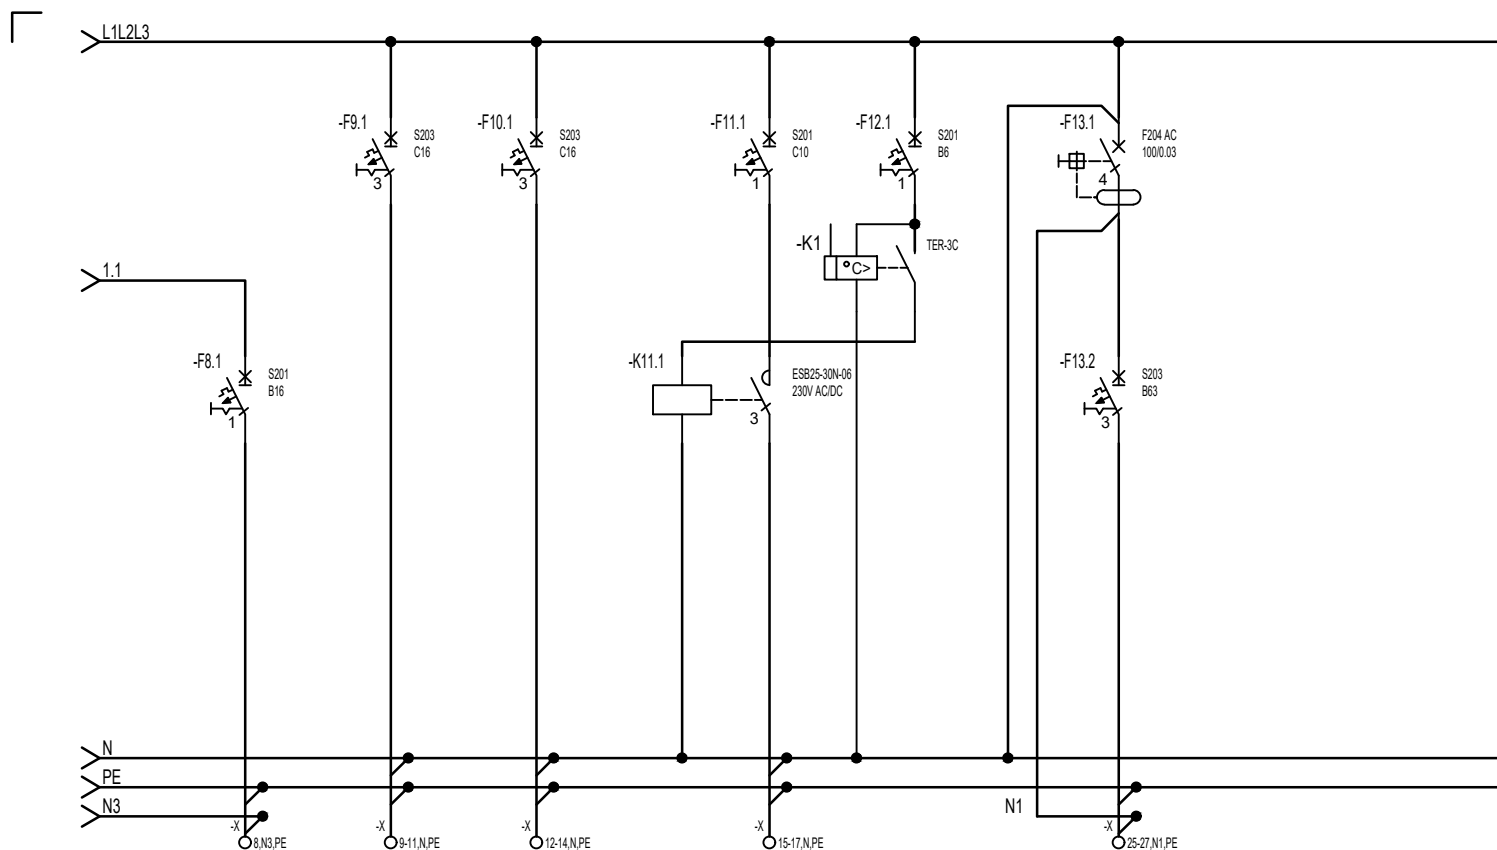 L1L2L3
-F9.1
S203
C16
3
-F10.1
S203
C16
3
-F11.1
S201
C10
1
-F12.1
S201
B6
1
-F13.1
F204 AC
100/0.03
4
-K1
°C>
TER-3C
1.1
-F8.1
S201
B16
1
-K11.1
ESB25-30N-06
230V AC/DC
3
-F13.2
S203
B63
3
N
PE
N3
N1
-X
8,N3,PE
-X
9-11,N,PE
-X
12-14,N,PE
-X
15-17,N,PE
-X
25-27,N1,PE